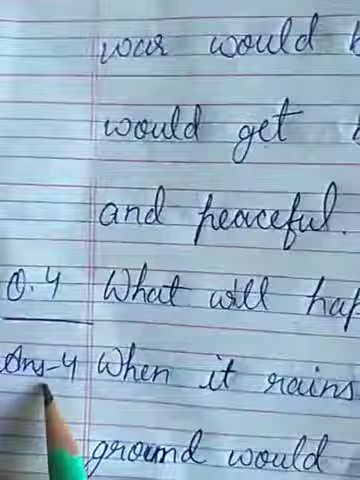 war would
would get
and peaceful.
Q.4 What will hap
Ans-4 When it rains
ground would